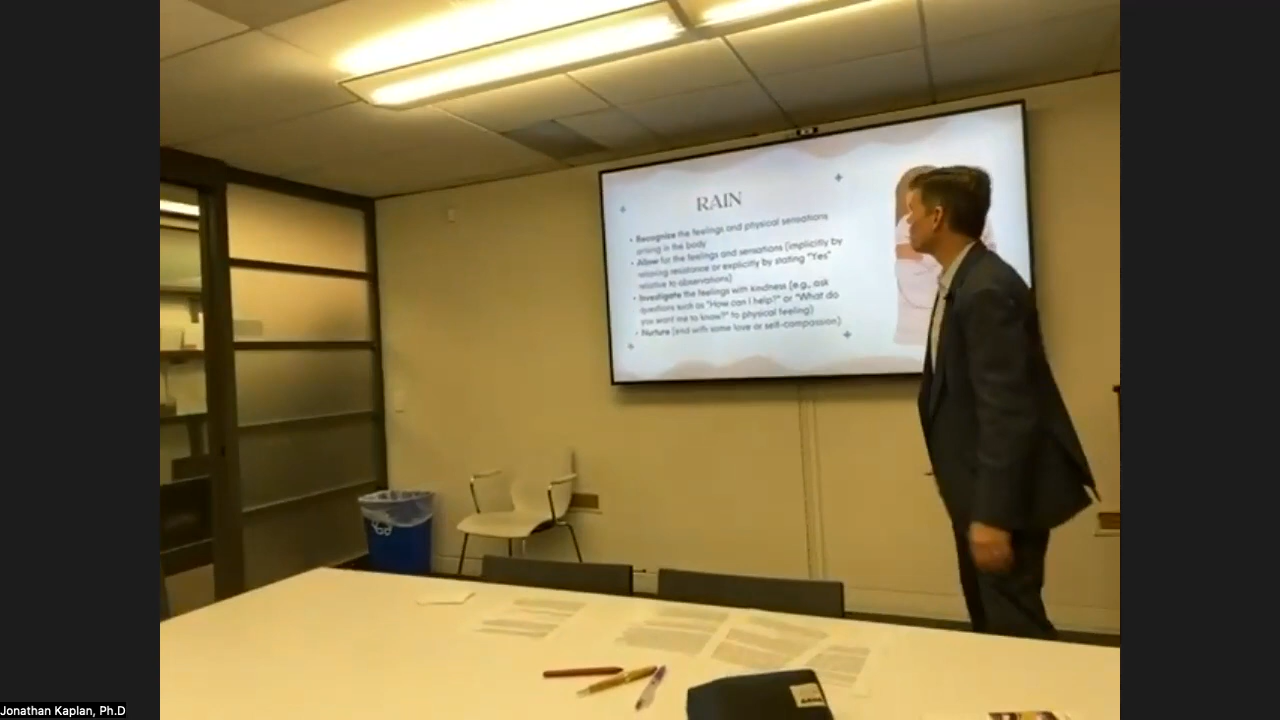 RAIN
• Recognize the feelings and physical sensations
arising in the body
• Allow for the feelings and sensations (implicitly by
relaxing resistance or explicitly by stating "Yes"
relative to observations)
• Investigate the feelings with kindness (e.g., ask
questions such as "How can I help?" or "What do
you want me to know?" to physical feeling)
• Nurture (end with some love or self-compassion)
Jonathan Kaplan, Ph.D